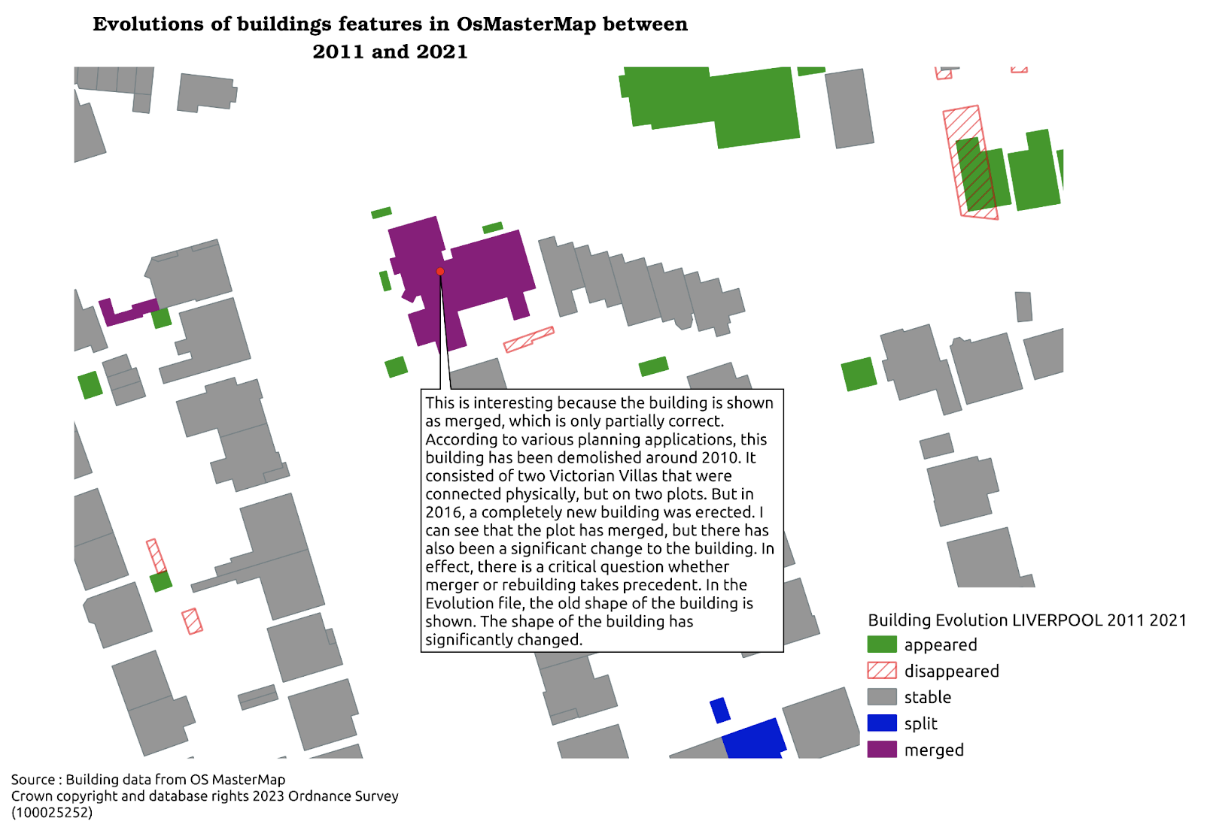 Evolutions of buildings features in OsMasterMap between
2011 and 2021
This is interesting because the building is shown
as merged, which is only partially correct.
According to various planning applications, this
building has been demolished around 2010. It
consisted of two Victorian Villas that were
connected physically, but on two plots. But in
2016, a completely new building was erected. I
can see that the plot has merged, but there has
also been a significant change to the building. In
effect, there is a critical question whether
merger or rebuilding takes precedent. In the
Evolution file, the old shape of the building is
shown. The shape of the building has
significantly changed.
Building Evolution LIVERPOOL 2011 2021
appeared
disappeared
stable
split
merged
Source : Building data from OS MasterMap
Crown copyright and database rights 2023 Ordnance Survey
(100025252)